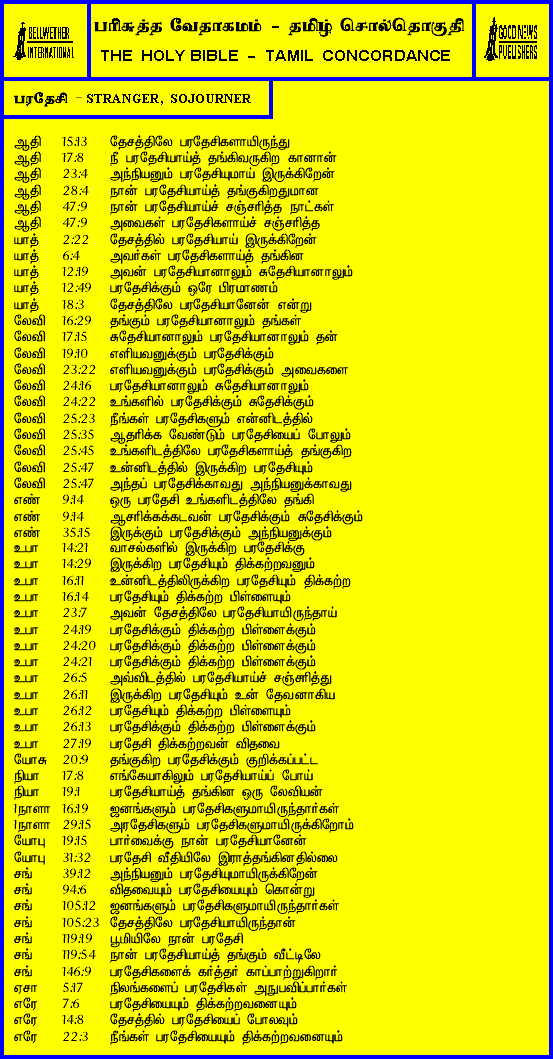 BELLWETHER INTERNATIONAL
பரிசுத்த வேதாகமம் - தமிழ் சொல்தொகுதி
THE HOLY BIBLE - TAMIL CONCORDANCE
GOOD NEWS PUBLISHERS
பரதேசி - STRANGER, SOJOURNER
ஆதி 15:13 தேசத்திலே பரதேசிகளாயிருந்து
ஆதி 17:8 நீ பரதேசியாய்த் தங்கிவருகிற கானான்
ஆதி 23:4 அந்நியனும் பரதேசியுமாய் இருக்கிறேன்
ஆதி 28:4 நான் பரதேசியாய்த் தங்குகிறதுமான
ஆதி 47:9 நான் பரதேசியாய்ச் சஞ்சரித்த நாட்கள்
ஆதி 47:9 அவைகள் பரதேசிகளாய்ச் சஞ்சரித்த
யாத் 2:22 தேசத்தில் பரதேசியாய் இருக்கிறேன்
யாத் 6:4 அவர்கள் பரதேசிகளாய்த் தங்கின
யாத் 12:19 அவன் பரதேசியானாலும் சுதேசியானாலும்
யாத் 12:49 பரதேசிக்கும் ஒரே பிரமாணம்
யாத் 18:3 தேசத்திலே பரதேசியானேன் என்று
லேவி 16:29 தங்கும் பரதேசியானாலும் தங்கள்
லேவி 17:15 சுதேசியானாலும் பரதேசியானாலும் தன்
லேவி 19:10 எளியவனுக்கும் பரதேசிக்கும்
லேவி 23:22 எளியவனுக்கும் பரதேசிக்கும் அவைகளை
லேவி 24:16 பரதேசியானாலும் சுதேசியானாலும்
லேவி 24:22 உங்களில் பரதேசிக்கும் சுதேசிக்கும்
லேவி 25:23 நீங்கள் பரதேசிகளும் என்னிடத்தில்
லேவி 25:35 ஆதரிக்க வேண்டும் பரதேசியைப் போலும்
லேவி 25:45 உங்களிடத்திலே பரதேசிகளாய்த் தங்குகிற
லேவி 25:47 உன்னிடத்தில் இருக்கிற பரதேசியும்
லேவி 25:47 அந்தப் பரதேசிக்காவது அந்நியனுக்காவது
எண் 9:14 ஒரு பரதேசி உங்களிடத்திலே தங்கி
எண் 9:14 ஆசரிக்கக்கடவன் பரதேசிக்கும் சுதேசிக்கும்
எண் 35:15 இருக்கும் பரதேசிக்கும் அந்நியனுக்கும்
உபா 14:21 வாசல்களில் இருக்கிற பரதேசிக்கு
உபா 14:29 இருக்கிற பரதேசியும் திக்கற்றவனும்
உபா 16:11 உன்னிடத்திலிருக்கிற பரதேசியும் திக்கற்ற
உபா 16:14 பரதேசியும் திக்கற்ற பிள்ளையும்
உபா 23:7 அவன் தேசத்திலே பரதேசியாயிருந்தாய்
உபா 24:19 பரதேசிக்கும் திக்கற்ற பிள்ளைக்கும்
உபா 24:20 பரதேசிக்கும் திக்கற்ற பிள்ளைக்கும்
உபா 24:21 பரதேசிக்கும் திக்கற்ற பிள்ளைக்கும்
உபா 26:5 அவ்விடத்தில் பரதேசியாய்ச் சஞ்சரித்து
உபா 26:11 இருக்கிற பரதேசியும் உன் தேவனாகிய
உபா 26:12 பரதேசியும் திக்கற்ற பிள்ளையும்
உபா 26:13 பரதேசிக்கும் திக்கற்ற பிள்ளைக்கும்
உபா 27:19 பரதேசி திக்கற்றவன் விதவை
யோசு 20:9 தங்குகிற பரதேசிக்கும் குறிக்கப்பட்ட
நியா 17:8 எங்கேயாகிலும் பரதேசியாய்ப் போய்
நியா 19:1 பரதேசியாய்த் தங்கின ஒரு லேவியன்
1நாளா 16:19 ஜனங்களும் பரதேசிகளுமாயிருந்தார்கள்
1நாளா 29:15 அரதேசிகளும் பரதேசிகளுமாயிருக்கிறோம்
யோபு 19:15 பார்வைக்கு நான் பரதேசியானேன்
யோபு 31:32 பரதேசி வீதியிலே இராத்தங்கினதில்லை
சங் 39:12 அந்நியனும் பரதேசியுமாயிருக்கிறேன்
சங் 94:6 விதவையும் பரதேசியையும் கொன்று
சங் 105:12 ஜனங்களும் பரதேசிகளுமாயிருந்தார்கள்
சங் 105:23 தேசத்திலே பரதேசியாயிருந்தான்
சங் 119:19 பூமியிலே நான் பரதேசி
சங் 119:54 நான் பரதேசியாய்த் தங்கும் வீட்டிலே
சங் 146:9 பரதேசிகளைக் கர்த்தர் காப்பாற்றுகிறார்
ஏசா 5:17 நிலங்களைப் பரதேசிகள் அநுபவிப்பார்கள்
எரே 7:6 பரதேசியையும் திக்கற்றவனையும்
எரே 14:8 தேசத்தில் பரதேசியைப் போலவும்
எரே 22:3 நீங்கள் பரதேசியையும் திக்கற்றவனையும்